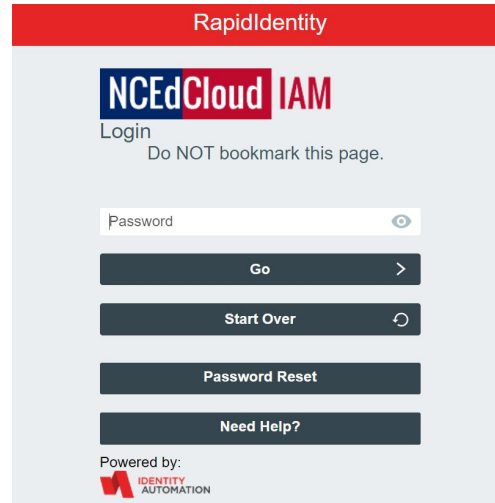 RapidIdentity
NCEdCloud IAM
Login
Do NOT bookmark this page.
Password
Go
Start Over
Password Reset
Need Help?
Powered by:
IDENTITY
AUTOMATION